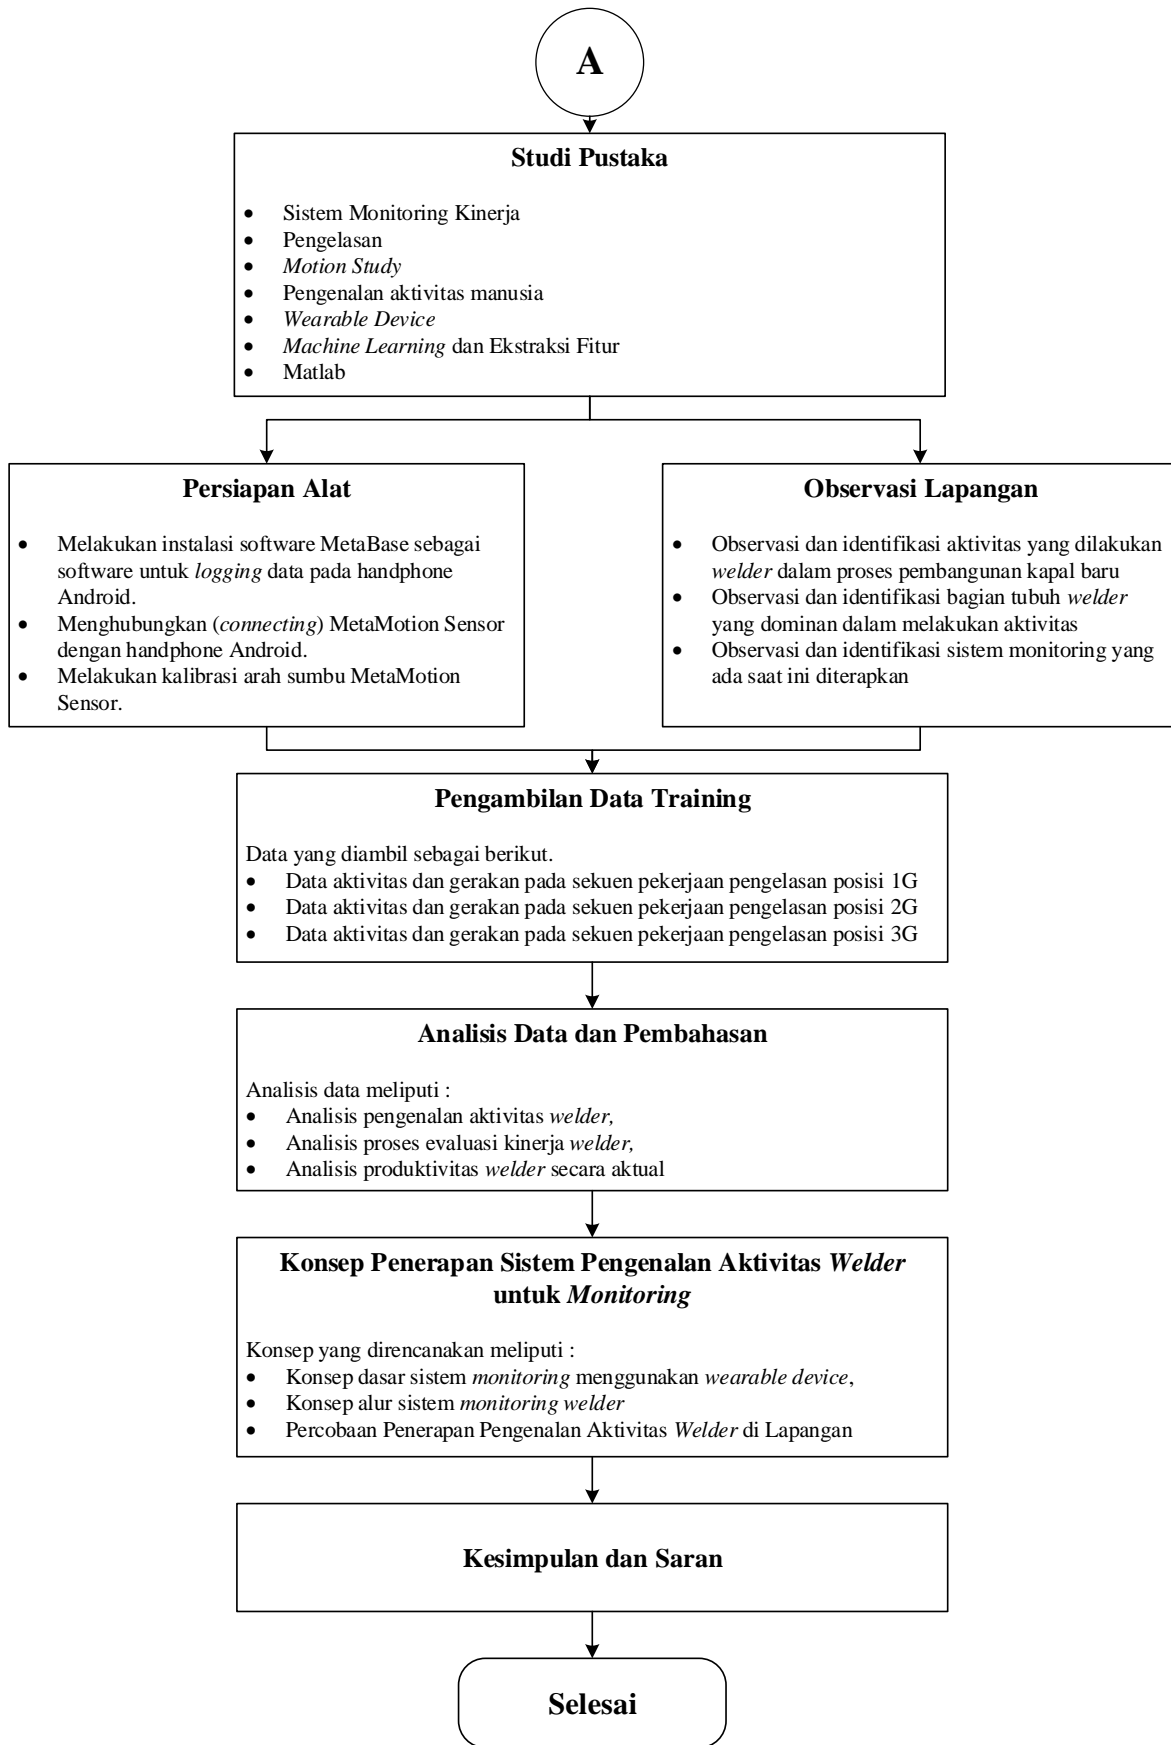 A
Studi Pustaka
• Sistem Monitoring Kinerja
• Pengelasan
• Motion Study
• Pengenalan aktivitas manusia
• Wearable Device
• Machine Learning dan Ekstraksi Fitur
• Matlab
Persiapan Alat
• Melakukan instalasi software MetaBase sebagai
software untuk logging data pada handphone
Android.
• Menghubungkan (connecting) MetaMotion Sensor
dengan handphone Android.
• Melakukan kalibrasi arah sumbu MetaMotion
Sensor.
Observasi Lapangan
• Observasi dan identifikasi aktivitas yang dilakukan
welder dalam proses pembangunan kapal baru
• Observasi dan identifikasi bagian tubuh welder
yang dominan dalam melakukan aktivitas
• Observasi dan identifikasi sistem monitoring yang
ada saat ini diterapkan
Pengambilan Data Training
Data yang diambil sebagai berikut.
• Data aktivitas dan gerakan pada sekuen pekerjaan pengelasan posisi 1G
• Data aktivitas dan gerakan pada sekuen pekerjaan pengelasan posisi 2G
• Data aktivitas dan gerakan pada sekuen pekerjaan pengelasan posisi 3G
Analisis Data dan Pembahasan
Analisis data meliputi :
• Analisis pengenalan aktivitas welder,
• Analisis proses evaluasi kinerja welder,
• Analisis produktivitas welder secara aktual
Konsep Penerapan Sistem Pengenalan Aktivitas Welder
untuk Monitoring
Konsep yang direncanakan meliputi :
• Konsep dasar sistem monitoring menggunakan wearable device,
• Konsep alur sistem monitoring welder
• Percobaan Penerapan Pengenalan Aktivitas Welder di Lapangan
Kesimpulan dan Saran
Selesai